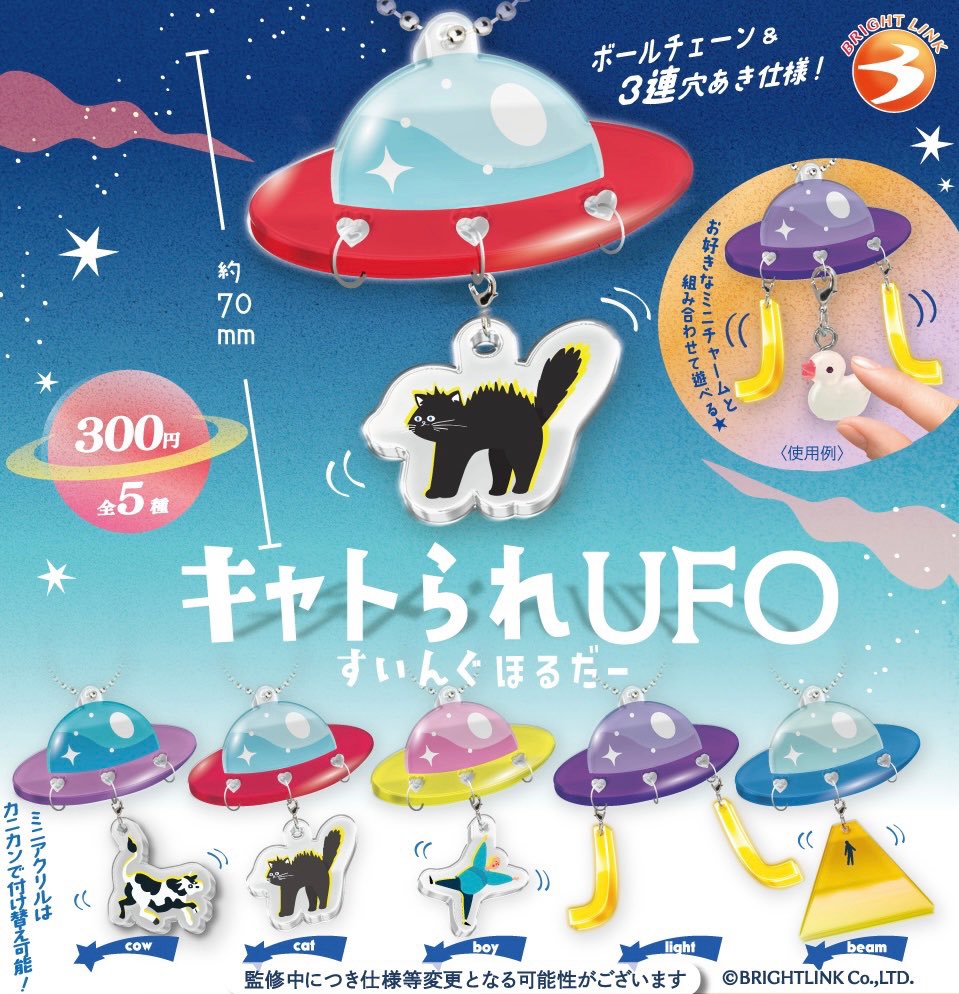 ボールチェーン&
3連穴あき仕様!
BRIGHT LINK
約
70
mm
お好きなミニチャームと
組み合わせて遊べる★
〈使用例〉
300円
全5種
キャトられUFO
すいんぐほるだー
ミニアクリルは
カニカンで付け替え可能!
cow
cat
boy
light
beam
監修中につき仕様等変更となる可能性がございます
©BRIGHTLINK Co.,LTD.